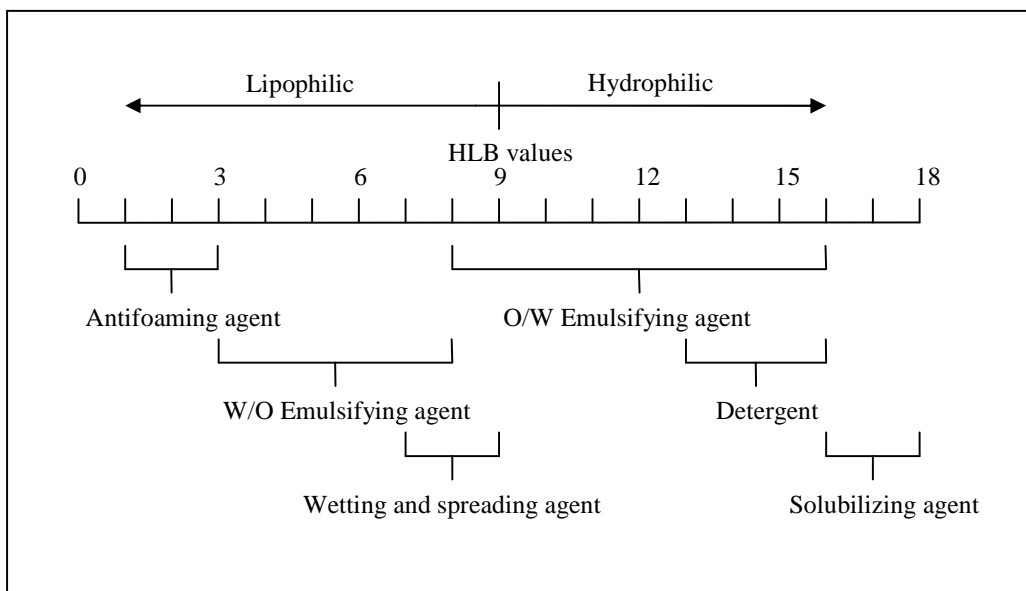 Lipophilic Hydrophilic
HLB values
0 3 6 9 12 15 18
Antifoaming agent O/W Emulsifying agent
W/O Emulsifying agent Detergent
Wetting and spreading agent Solubilizing agent